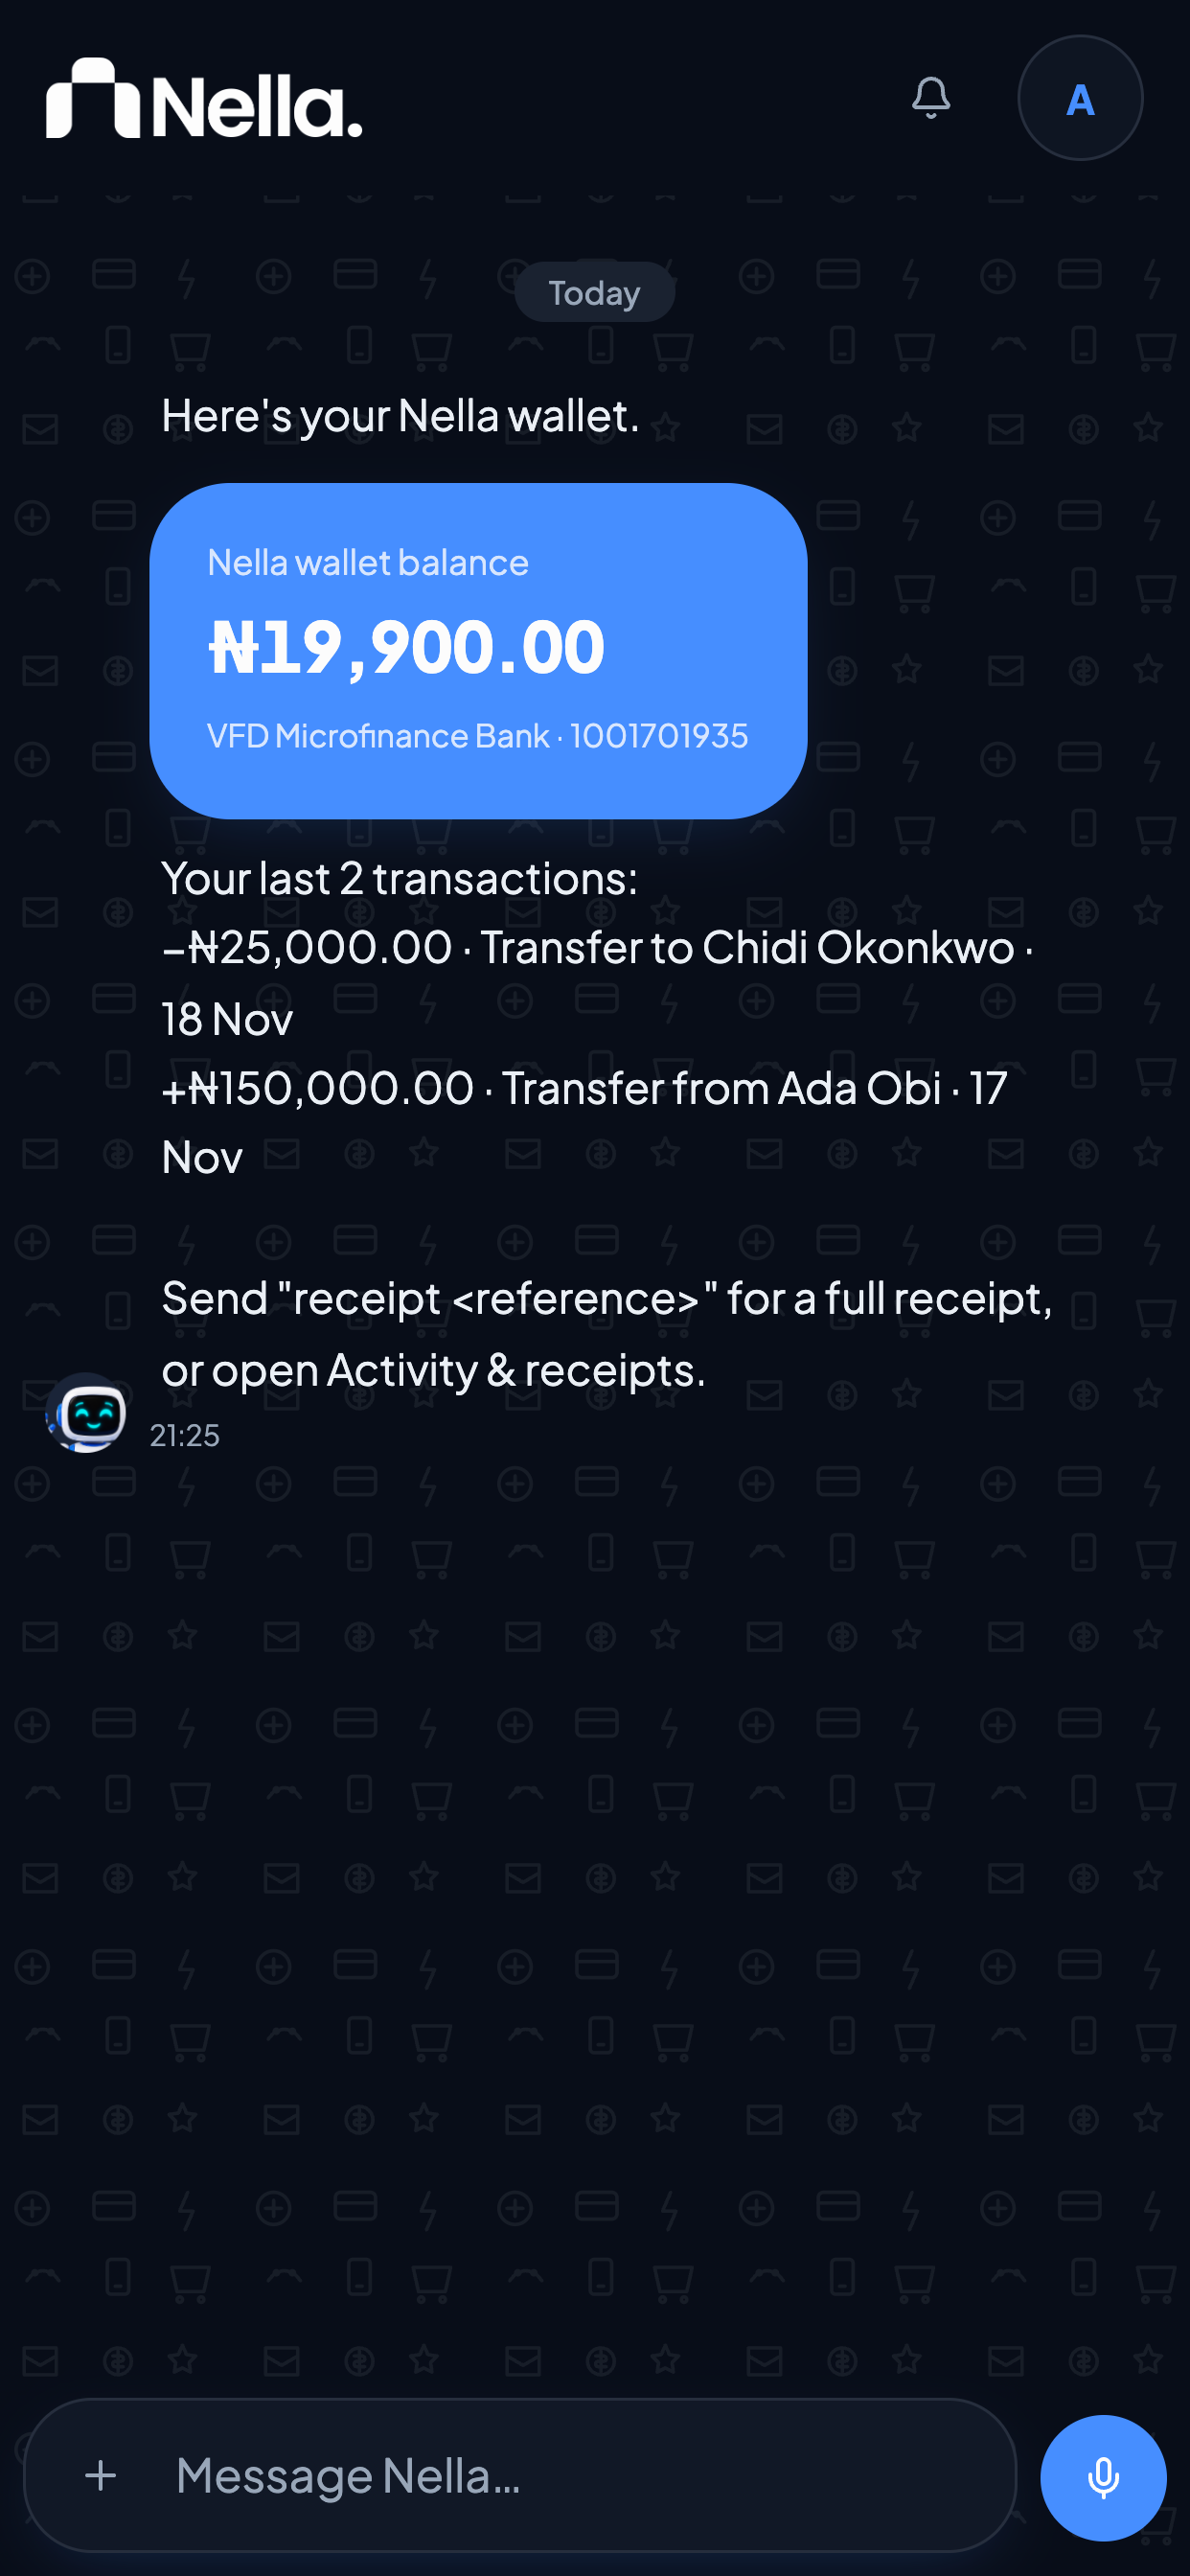 Nella.
A
Today
Here's your Nella wallet.
Nella wallet balance
₦19,900.00
VFD Microfinance Bank · 1001701935
Your last 2 transactions:
−₦25,000.00 · Transfer to Chidi Okonkwo ·
18 Nov
+₦150,000.00 · Transfer from Ada Obi · 17
Nov
Send "receipt <reference>" for a full receipt,
or open Activity & receipts.
21:25
Message Nella…